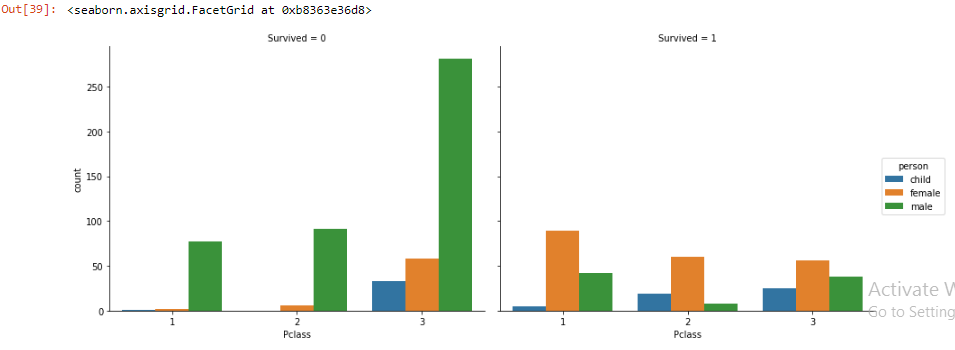 Out[39]: <seaborn.axisgrid.FacetGrid at 0xb8363e36d8>
Survived = 0
Survived = 1
250
200
150
100
50
0
count
1 2 3
Pclass
1 2 3
Pclass
person
child
female
male
Activate W
Go to Setting